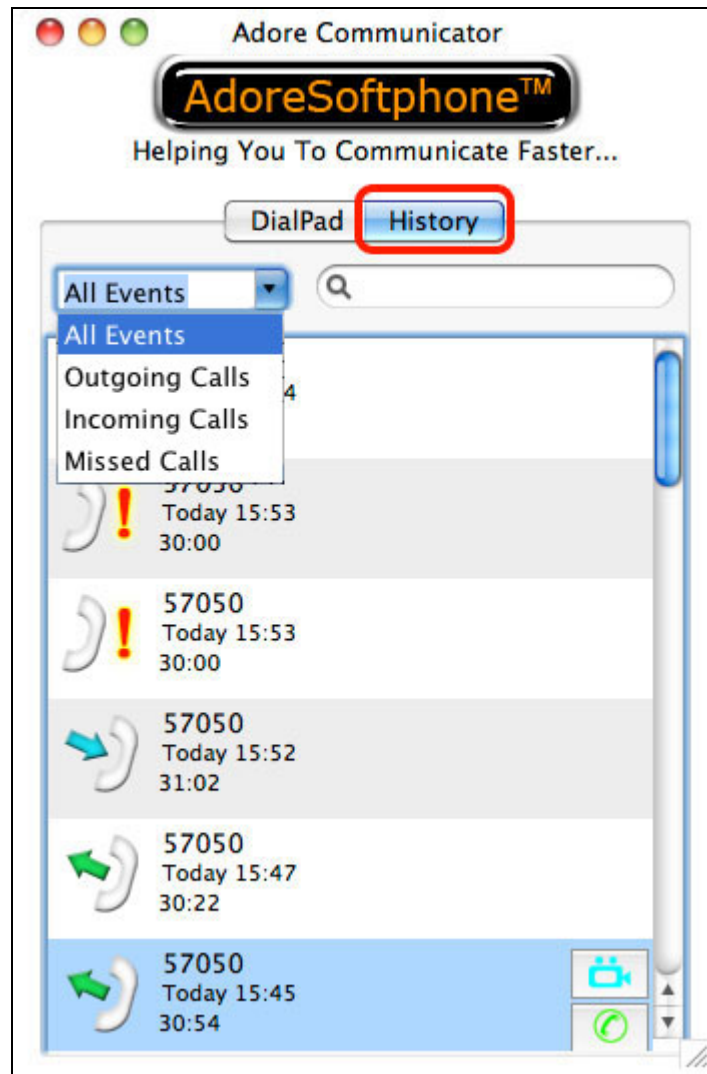 Adore Communicator
AdoreSoftphone™
Helping You To Communicate Faster...
DialPad History
All Events
All Events
Outgoing Calls
4
Incoming Calls
Missed Calls
Today 15:53
30:00
57050
Today 15:53
30:00
57050
Today 15:52
31:02
57050
Today 15:47
30:22
57050
Today 15:45
30:54